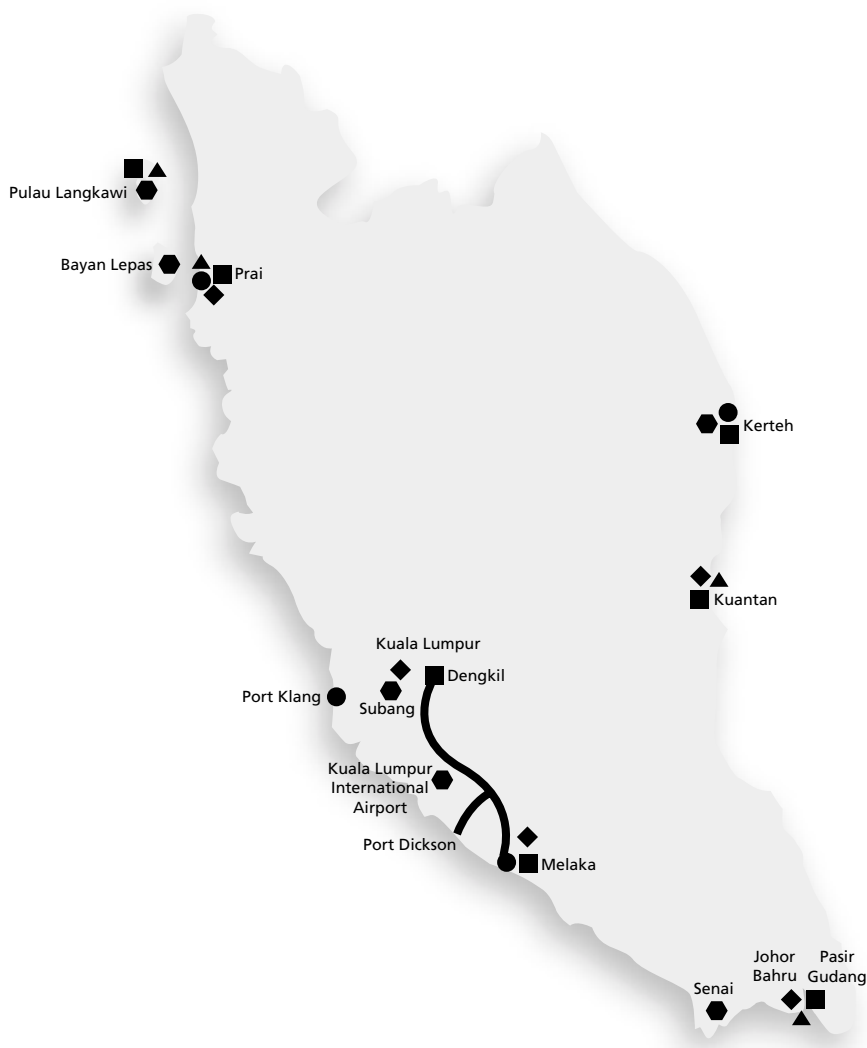 Pulau Langkawi
Bayan Lepas
Prai
Kerteh
Kuantan
Kuala Lumpur
Dengkil
Port Klang
Subang
Kuala Lumpur
International
Airport
Port Dickson
Melaka
Johor
Bahru
Pasir
Gudang
Senai